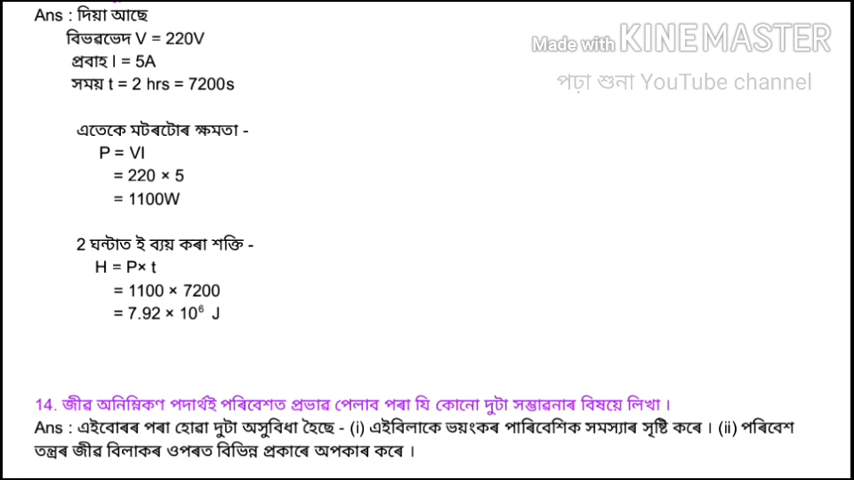 Ans : দিয়া আছে
Made with KINEMASTER
বিভৱভেদ V = 220V
প্ৰবাহ I = 5A
পঢ়া শুনা YouTube channel
সময় t = 2 hrs = 7200s
এতেকে মটৰটোৰ ক্ষমতা -
P = VI
= 220 × 5
= 1100W
2 ঘন্টাত ই ব্যয় কৰা শক্তি -
H = P× t
= 1100 × 7200
= 7.92 × 10⁶ J
14. জীৱ অনিম্নিকণ পদাৰ্থই পৰিবেশত প্ৰভাৱ পেলাব পৰা যি কোনো দুটা সম্ভাৱনাৰ বিষয়ে লিখা ।
Ans : এইবোৰৰ পৰা হোৱা দুটা অসুবিধা হৈছে - (i) এইবিলাকে ভয়ংকৰ পাৰিবেশিক সমস্যাৰ সৃষ্টি কৰে । (ii) পৰিবেশ
তন্ত্ৰৰ জীৱ বিলাকৰ ওপৰত বিভিন্ন প্ৰকাৰে অপকাৰ কৰে ।